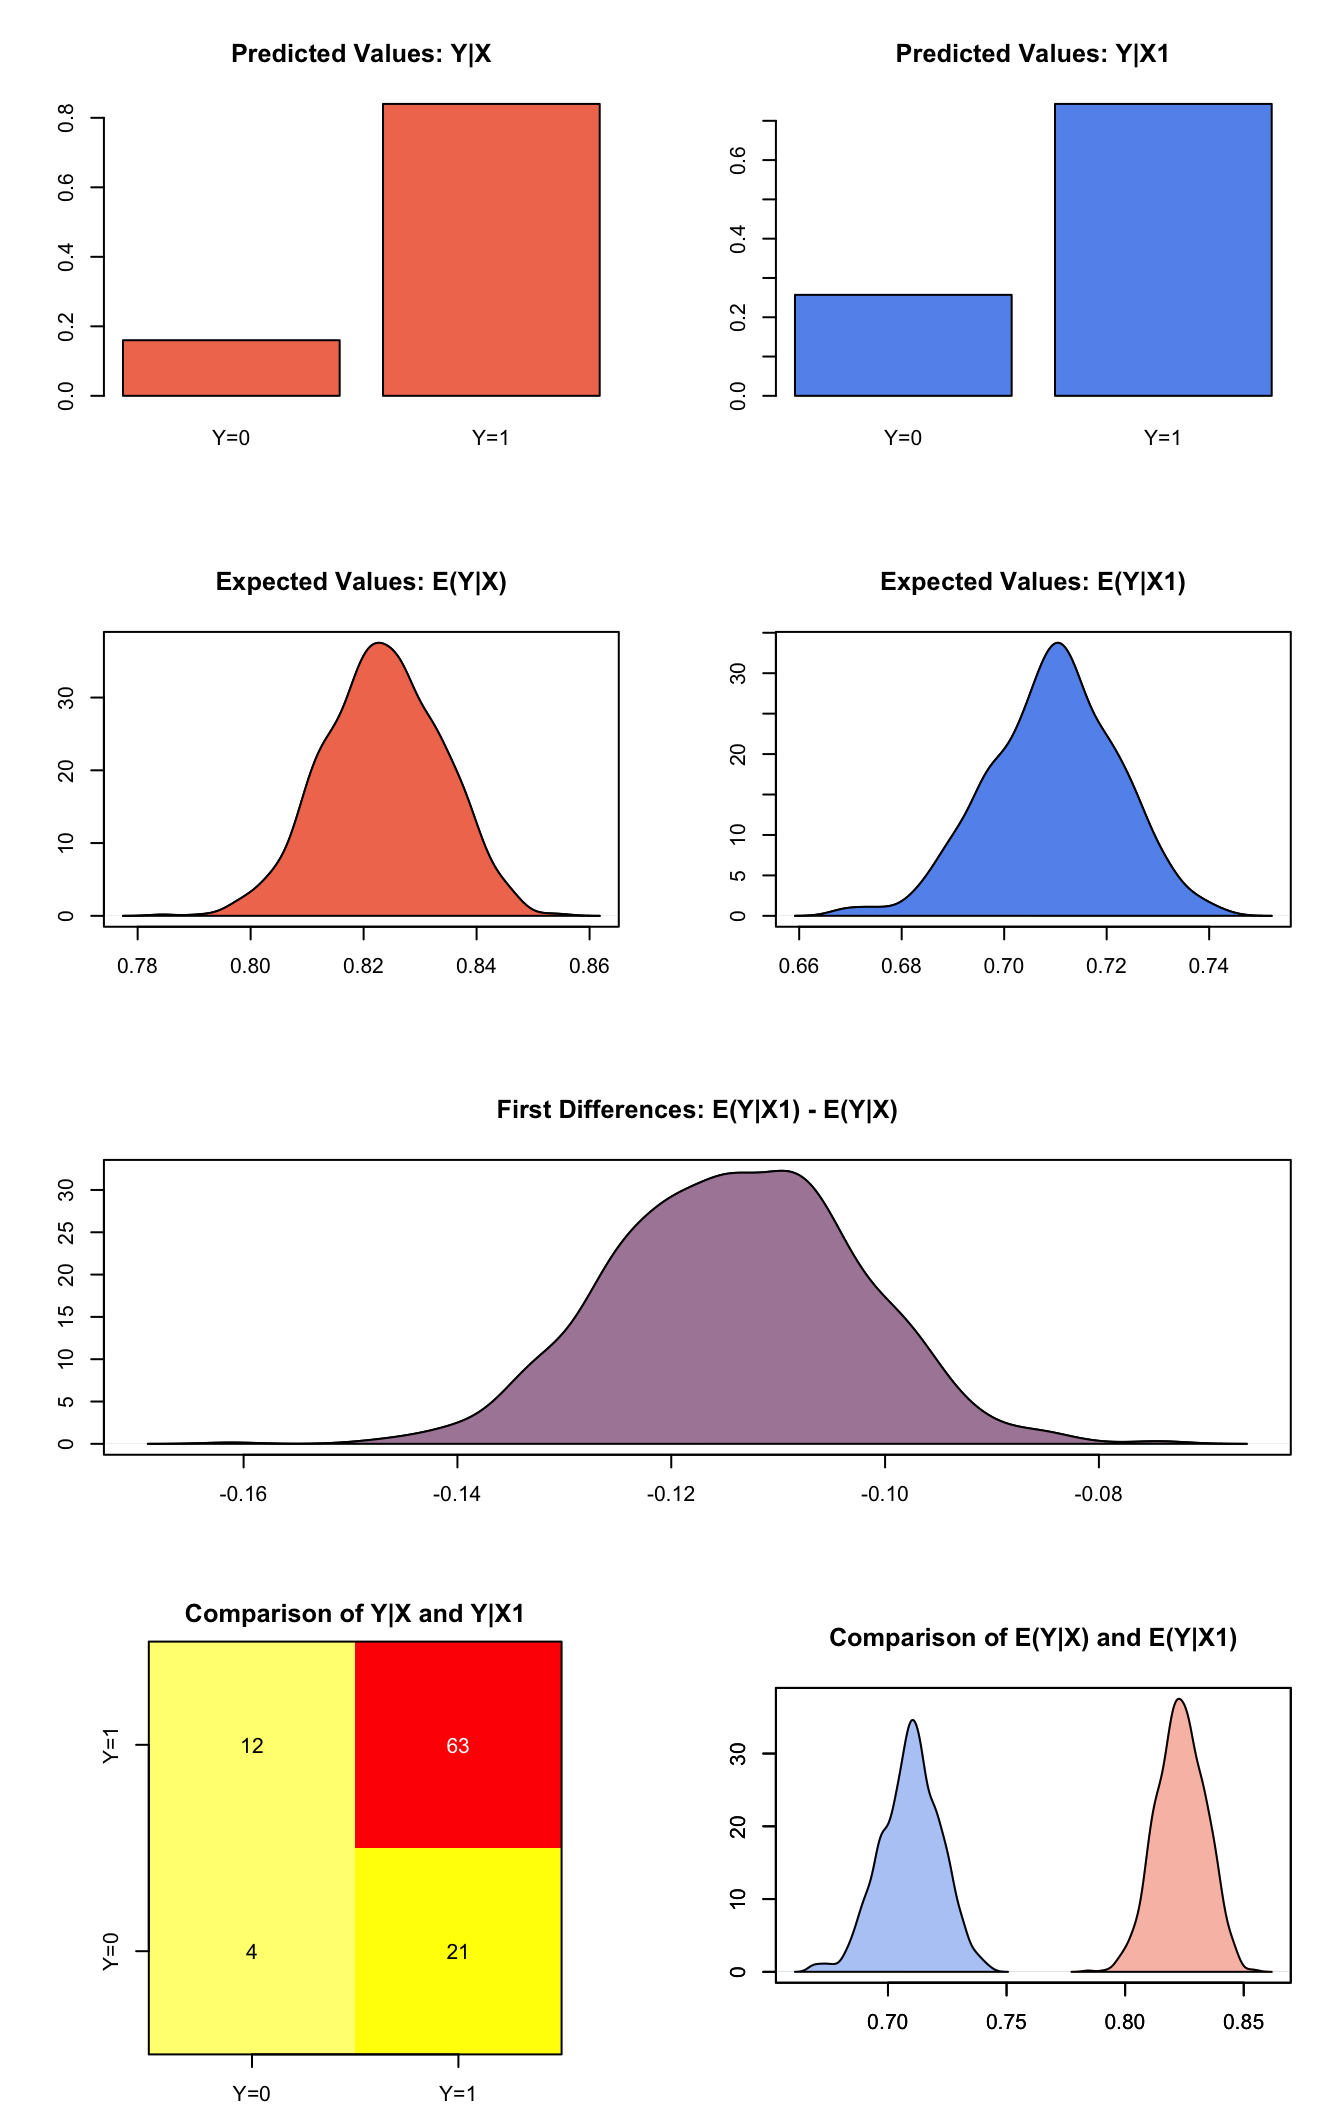 Predicted Values: Y|X
0.0 0.2 0.4 0.6 0.8
Y=0 Y=1
Predicted Values: Y|X1
0.0 0.2 0.4 0.6
Y=0 Y=1
Expected Values: E(Y|X)
0 10 20 30
0.78 0.80 0.82 0.84 0.86
Expected Values: E(Y|X1)
0 5 10 20 30
0.66 0.68 0.70 0.72 0.74
First Differences: E(Y|X1) - E(Y|X)
0 5 10 15 20 25 30
-0.16 -0.14 -0.12 -0.10 -0.08
Comparison of Y|X and Y|X1
Y=1 12 63
Y=0 4 21
Y=0 Y=1
Comparison of E(Y|X) and E(Y|X1)
0 10 20 30
0.70 0.75 0.80 0.85